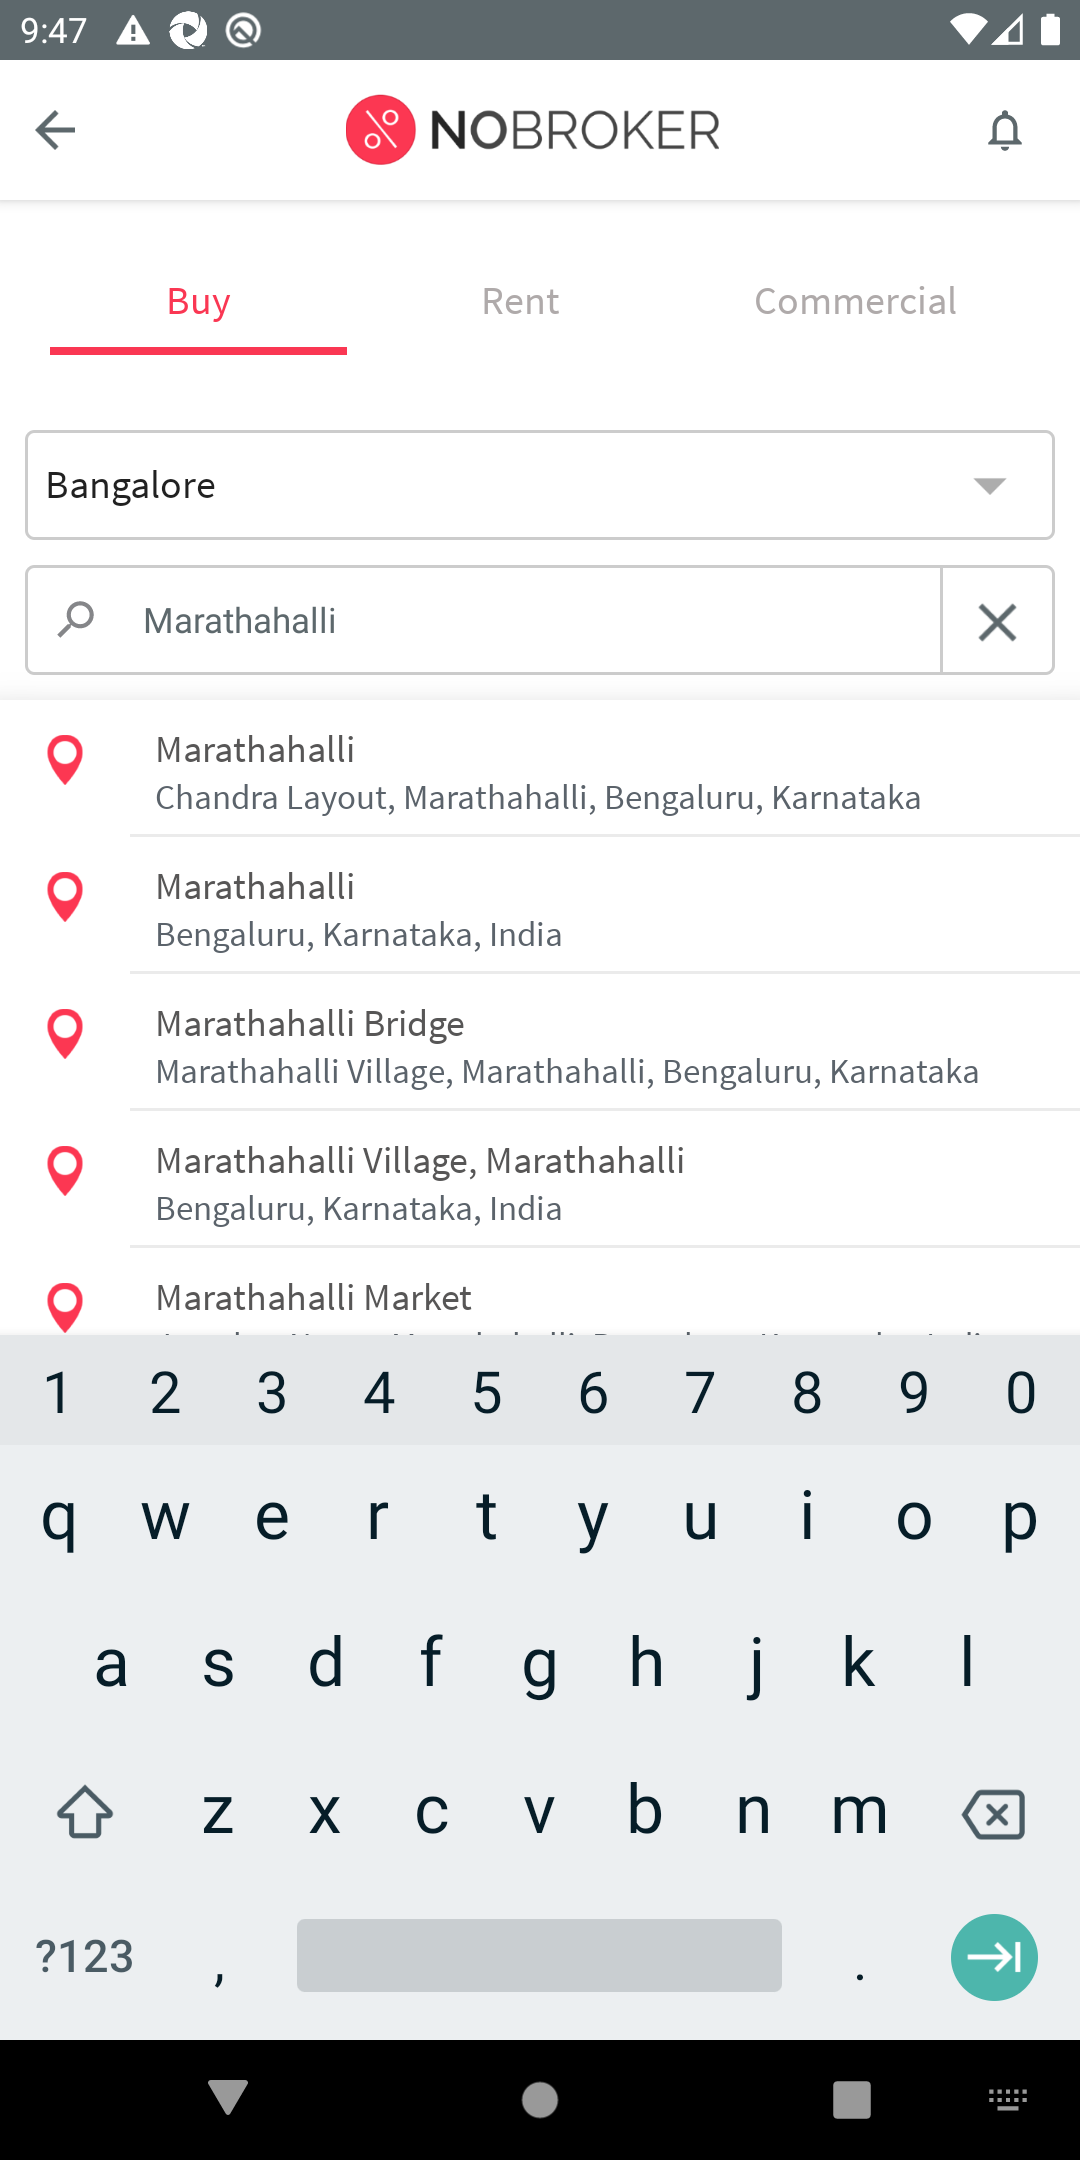 9:47
NOBROKER
Buy Rent Commercial
Bangalore
Marathahalli
Marathahalli
Chandra Layout, Marathahalli, Bengaluru, Karnataka
Marathahalli
Bengaluru, Karnataka, India
Marathahalli Bridge
Marathahalli Village, Marathahalli, Bengaluru, Karnataka
Marathahalli Village, Marathahalli
Bengaluru, Karnataka, India
Marathahalli Market
1 2 3 4 5 6 7 8 9 0
q w e r t y u i o p
a s d f g h j k l
z x c v b n m
?123 , .